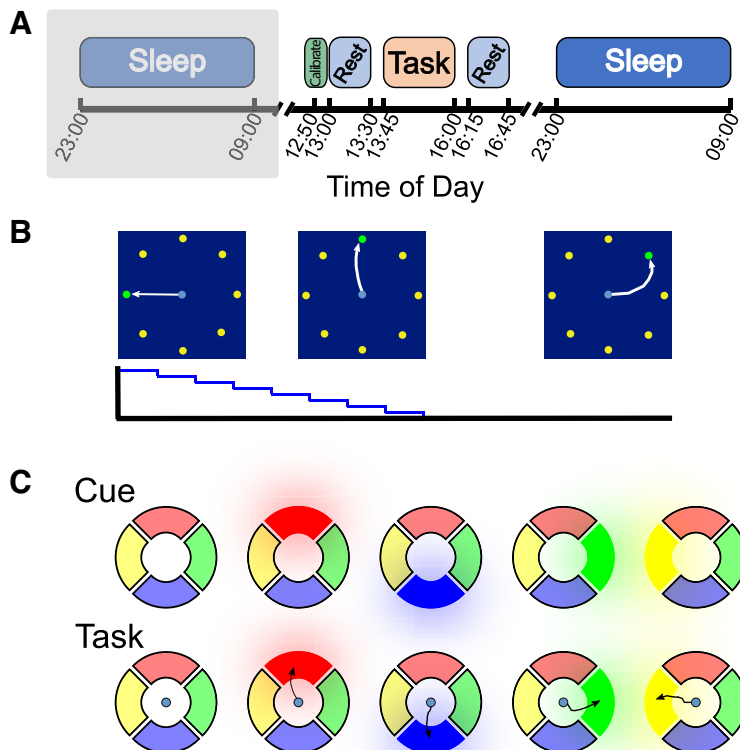 A
Sleep
Calibrate
Rest
Task
Rest
Sleep
23:00
09:00
12:50
13:00
13:30
13:45
16:00
16:15
16:45
23:00
09:00
Time of Day
B
C
Cue
Task